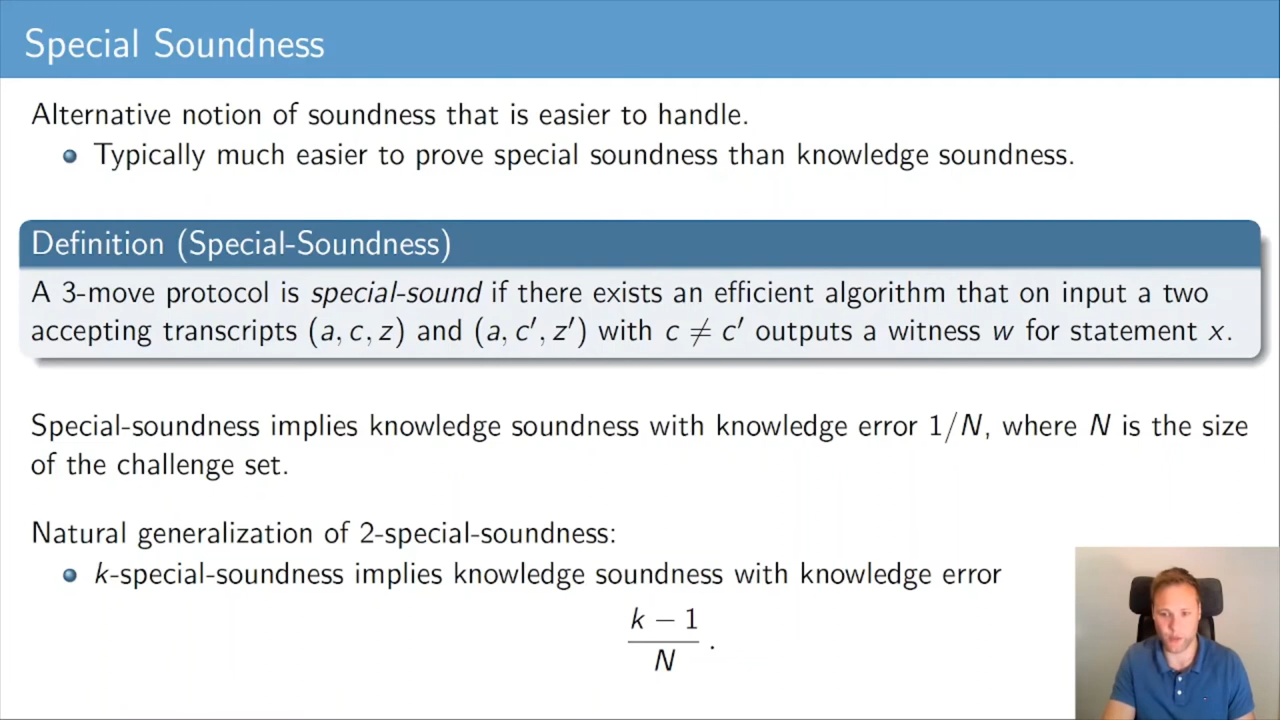 Special Soundness
Alternative notion of soundness that is easier to handle.
Typically much easier to prove special soundness than knowledge soundness.
Definition (Special-Soundness)
A 3-move protocol is special-sound if there exists an efficient algorithm that on input a two
accepting transcripts (a, c, z) and (a, c′, z′) with c ≠ c′ outputs a witness w for statement x.
Special-soundness implies knowledge soundness with knowledge error 1/N, where N is the size
of the challenge set.
Natural generalization of 2-special-soundness:
k-special-soundness implies knowledge soundness with knowledge error
k − 1
N .